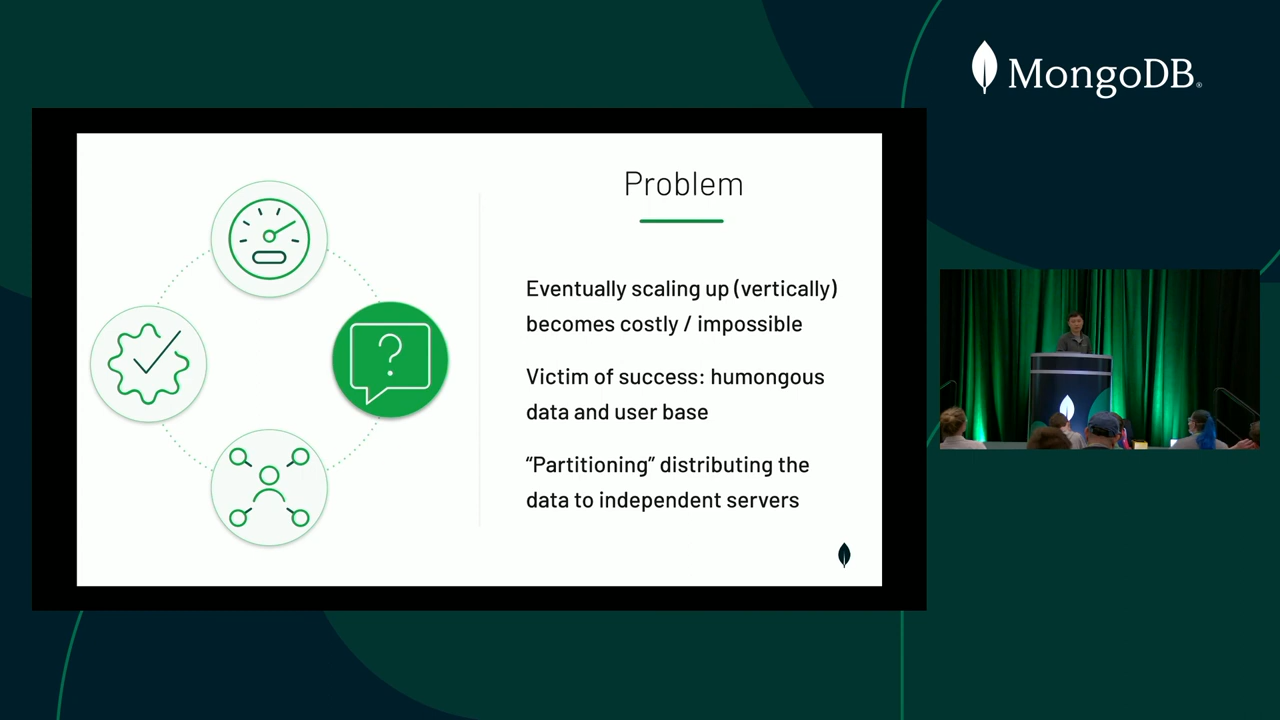 MongoDB®
Problem
Eventually scaling up (vertically)
becomes costly / impossible
Victim of success: humongous
data and user base
“Partitioning” distributing the
data to independent servers
?